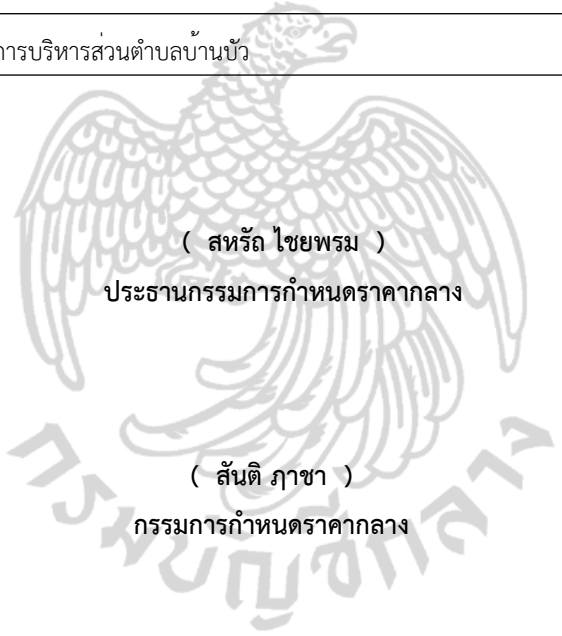 การบริหารส่วนตำบลบ้านบัว
( สหรัถ ไชยพรม )
ประธานกรรมการกำหนดราคากลาง
( สันติ ฦาชา )
กรรมการกำหนดราคากลาง
กรมบัญชีกลาง